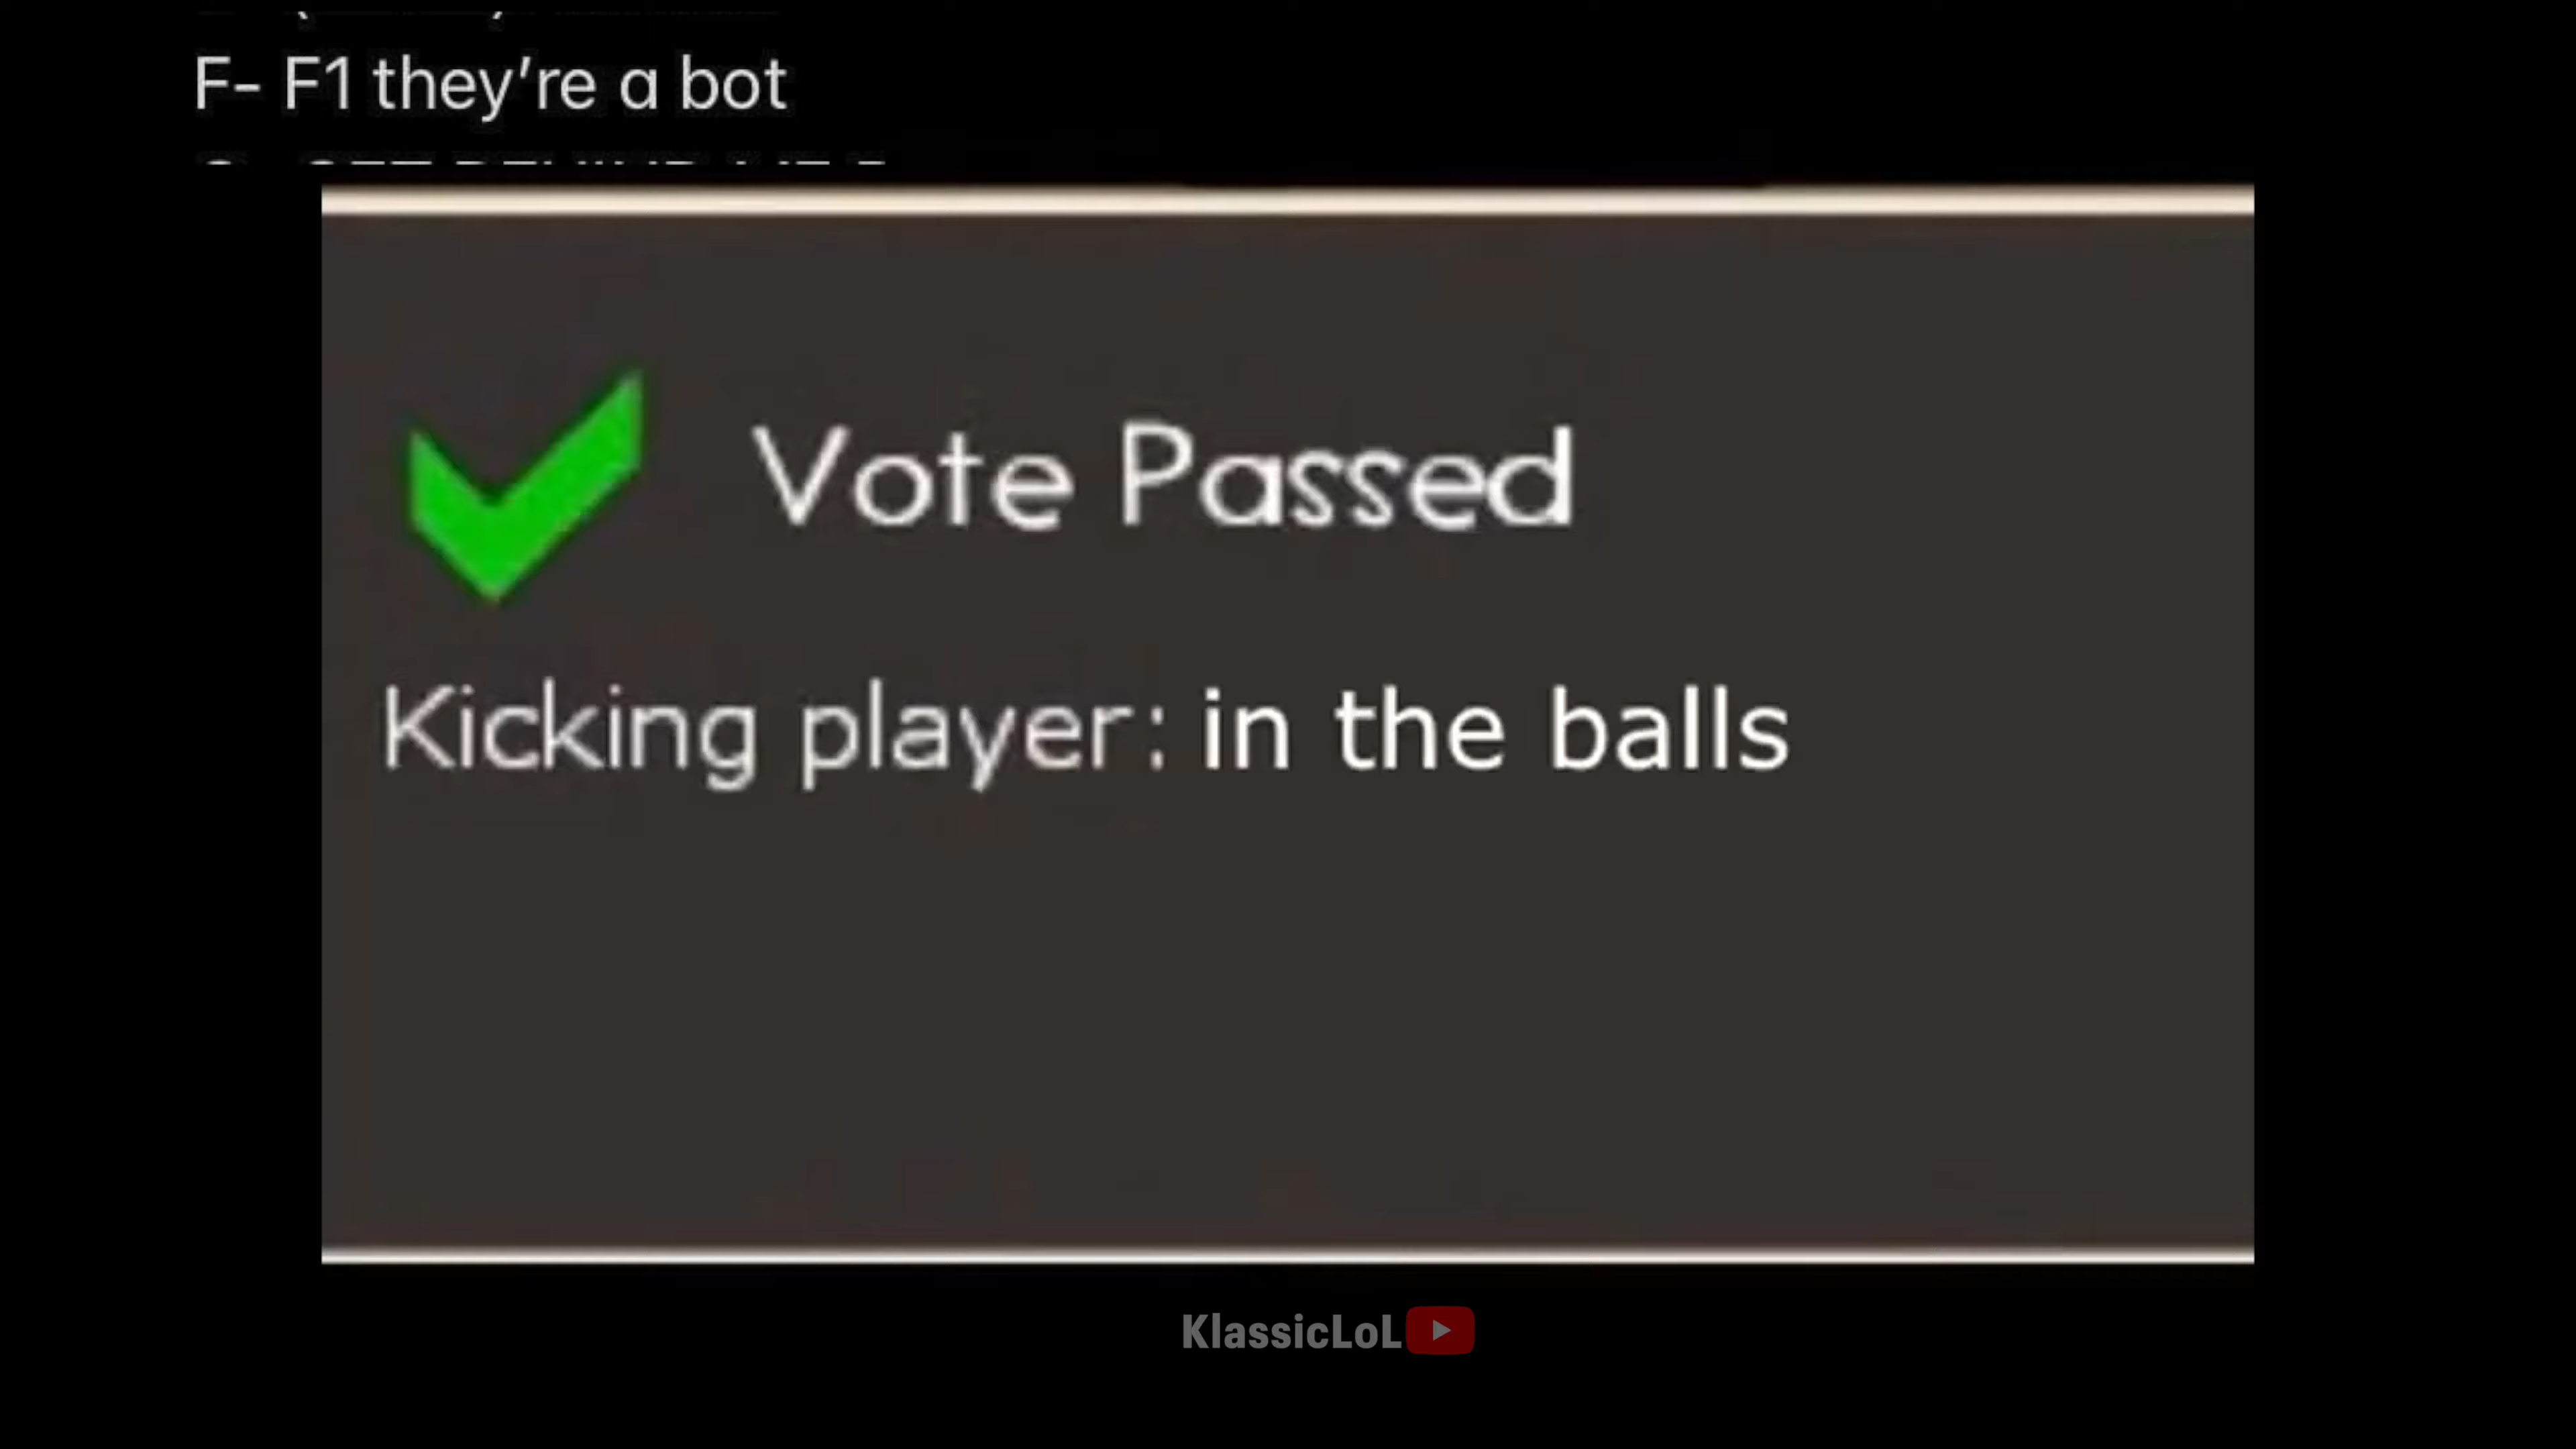 F- F1 they're a bot
Vote Passed
Kicking player: in the balls
KlassicLoL